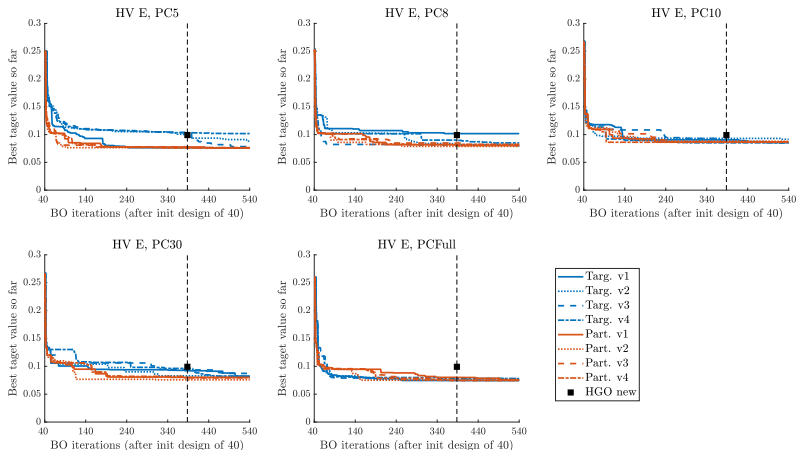 HV E, PC5
Best taget value so far
0.3
0.25
0.2
0.15
0.1
0.05
0
40 140 240 340 440 540
BO iterations (after init design of 40)
HV E, PC8
Best taget value so far
0.3
0.25
0.2
0.15
0.1
0.05
0
40 140 240 340 440 540
BO iterations (after init design of 40)
HV E, PC10
Best taget value so far
0.3
0.25
0.2
0.15
0.1
0.05
0
40 140 240 340 440 540
BO iterations (after init design of 40)
HV E, PC30
Best taget value so far
0.3
0.25
0.2
0.15
0.1
0.05
0
40 140 240 340 440 540
BO iterations (after init design of 40)
HV E, PCFull
Best taget value so far
0.3
0.25
0.2
0.15
0.1
0.05
0
40 140 240 340 440 540
BO iterations (after init design of 40)
Targ. v1
Targ. v2
Targ. v3
Targ. v4
Part. v1
Part. v2
Part. v3
Part. v4
HGO new